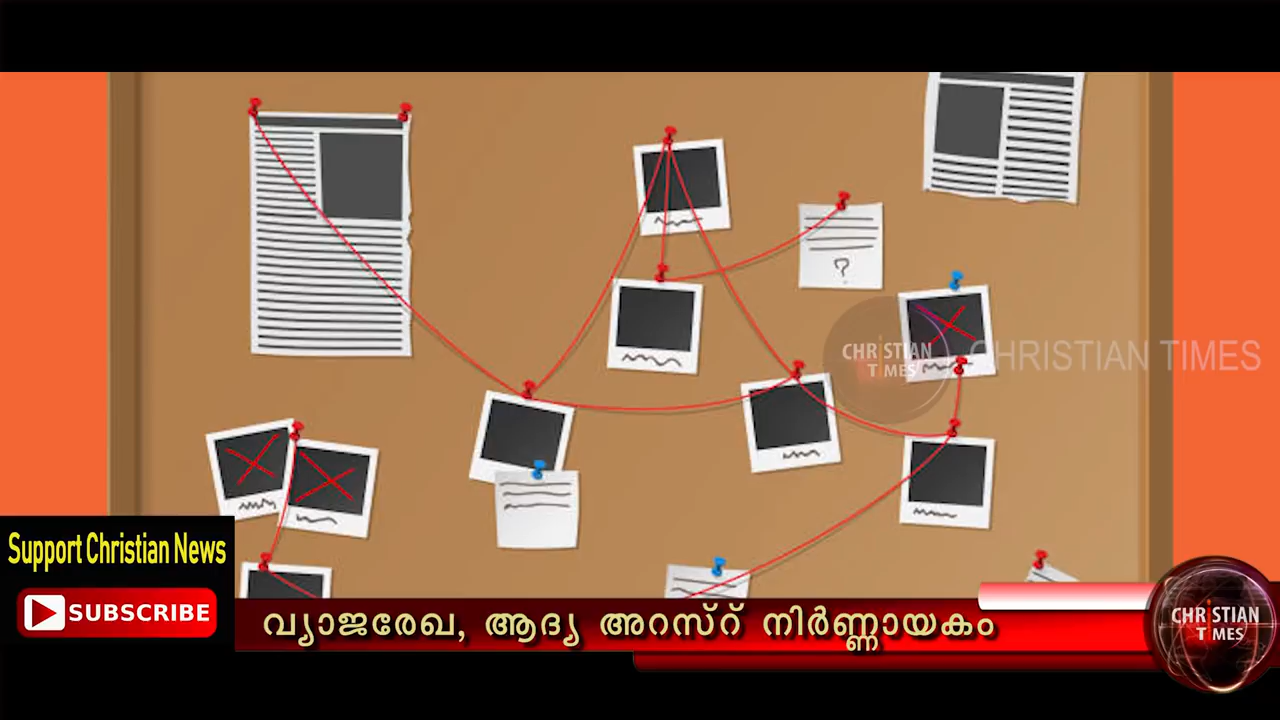 ?
CHRISTIAN
TIMES
CHRISTIAN TIMES
Support Christian News
SUBSCRIBE
വ്യാജരേഖ, ആദ്യ അറസ്റ് നിർണ്ണായകം
CHRISTIAN
TIMES